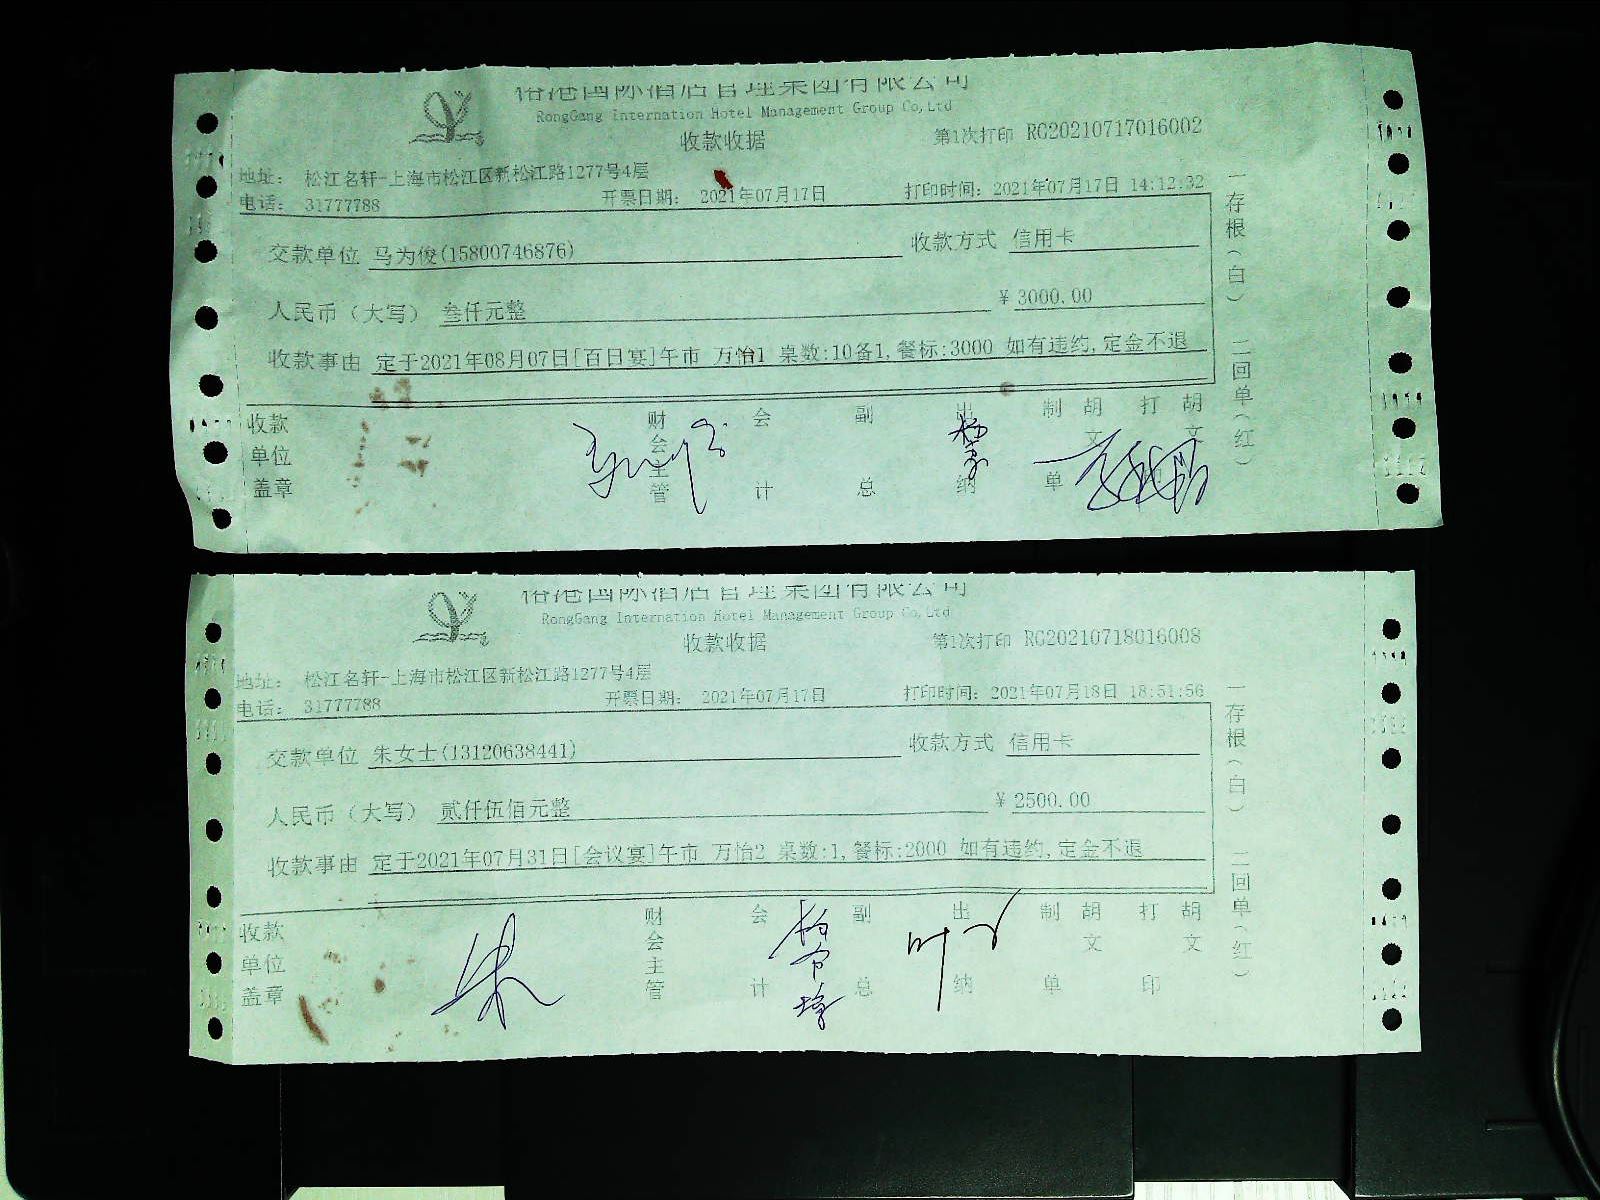 港国际酒店管理集团有限公司
RongGang Internation Hotel Management Group Co,Ltd
收款收据
第1次打印 RC20210717016002
地址： 松江名轩-上海市松江区新松江路1277号4层
电话： 31777788
开票日期： 2021年07月17日
打印时间：2021年07月17日 14:12:32
交款单位 马为俊(15800746876)
收款方式 信用卡
人民币（大写） 叁仟元整
¥ 3000.00
收款事由 定于2021年08月07日[百日宴]午市 万怡1 桌数:10备1,餐标:3000 如有违约,定金不退
收款单位盖章
财会主管
会计
副总
出纳
制单 胡文
打印 胡文
一存根（白） 二回单（红）
港国际酒店管理集团有限公司
RongGang Internation Hotel Management Group Co,Ltd
收款收据
第1次打印 RC20210718016008
地址： 松江名轩-上海市松江区新松江路1277号4层
电话： 31777788
开票日期： 2021年07月17日
打印时间：2021年07月18日 18:51:56
交款单位 朱女士(13120638441)
收款方式 信用卡
人民币（大写） 贰仟伍佰元整
¥ 2500.00
收款事由 定于2021年07月31日[会议宴]午市 万怡2 桌数:1,餐标:2000 如有违约,定金不退
收款单位盖章
朱
财会主管
会计
副总
出纳
制单 胡文
打印 胡文
一存根（白） 二回单（红）